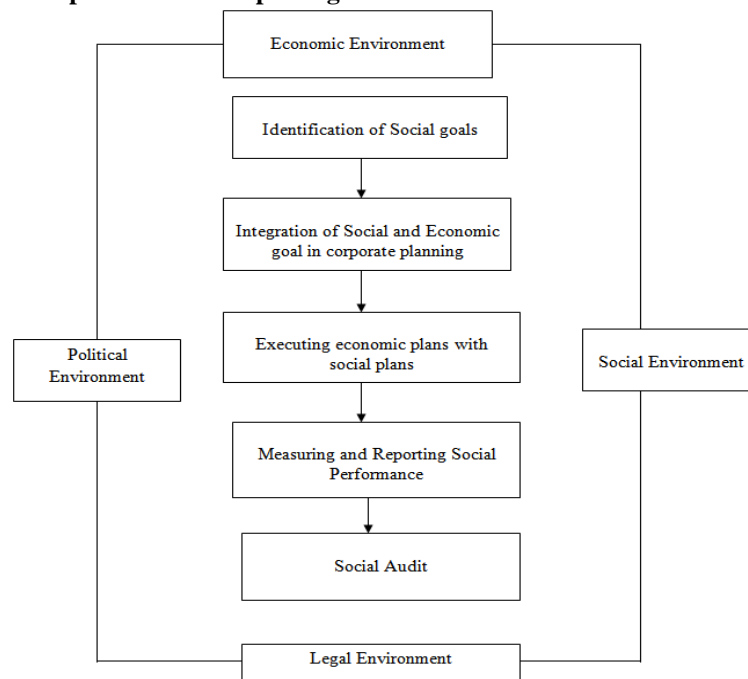 Economic Environment
Identification of Social goals
Integration of Social and Economic
goal in corporate planning
Executing economic plans with
social plans
Political
Environment
Social Environment
Measuring and Reporting Social
Performance
Social Audit
Legal Environment